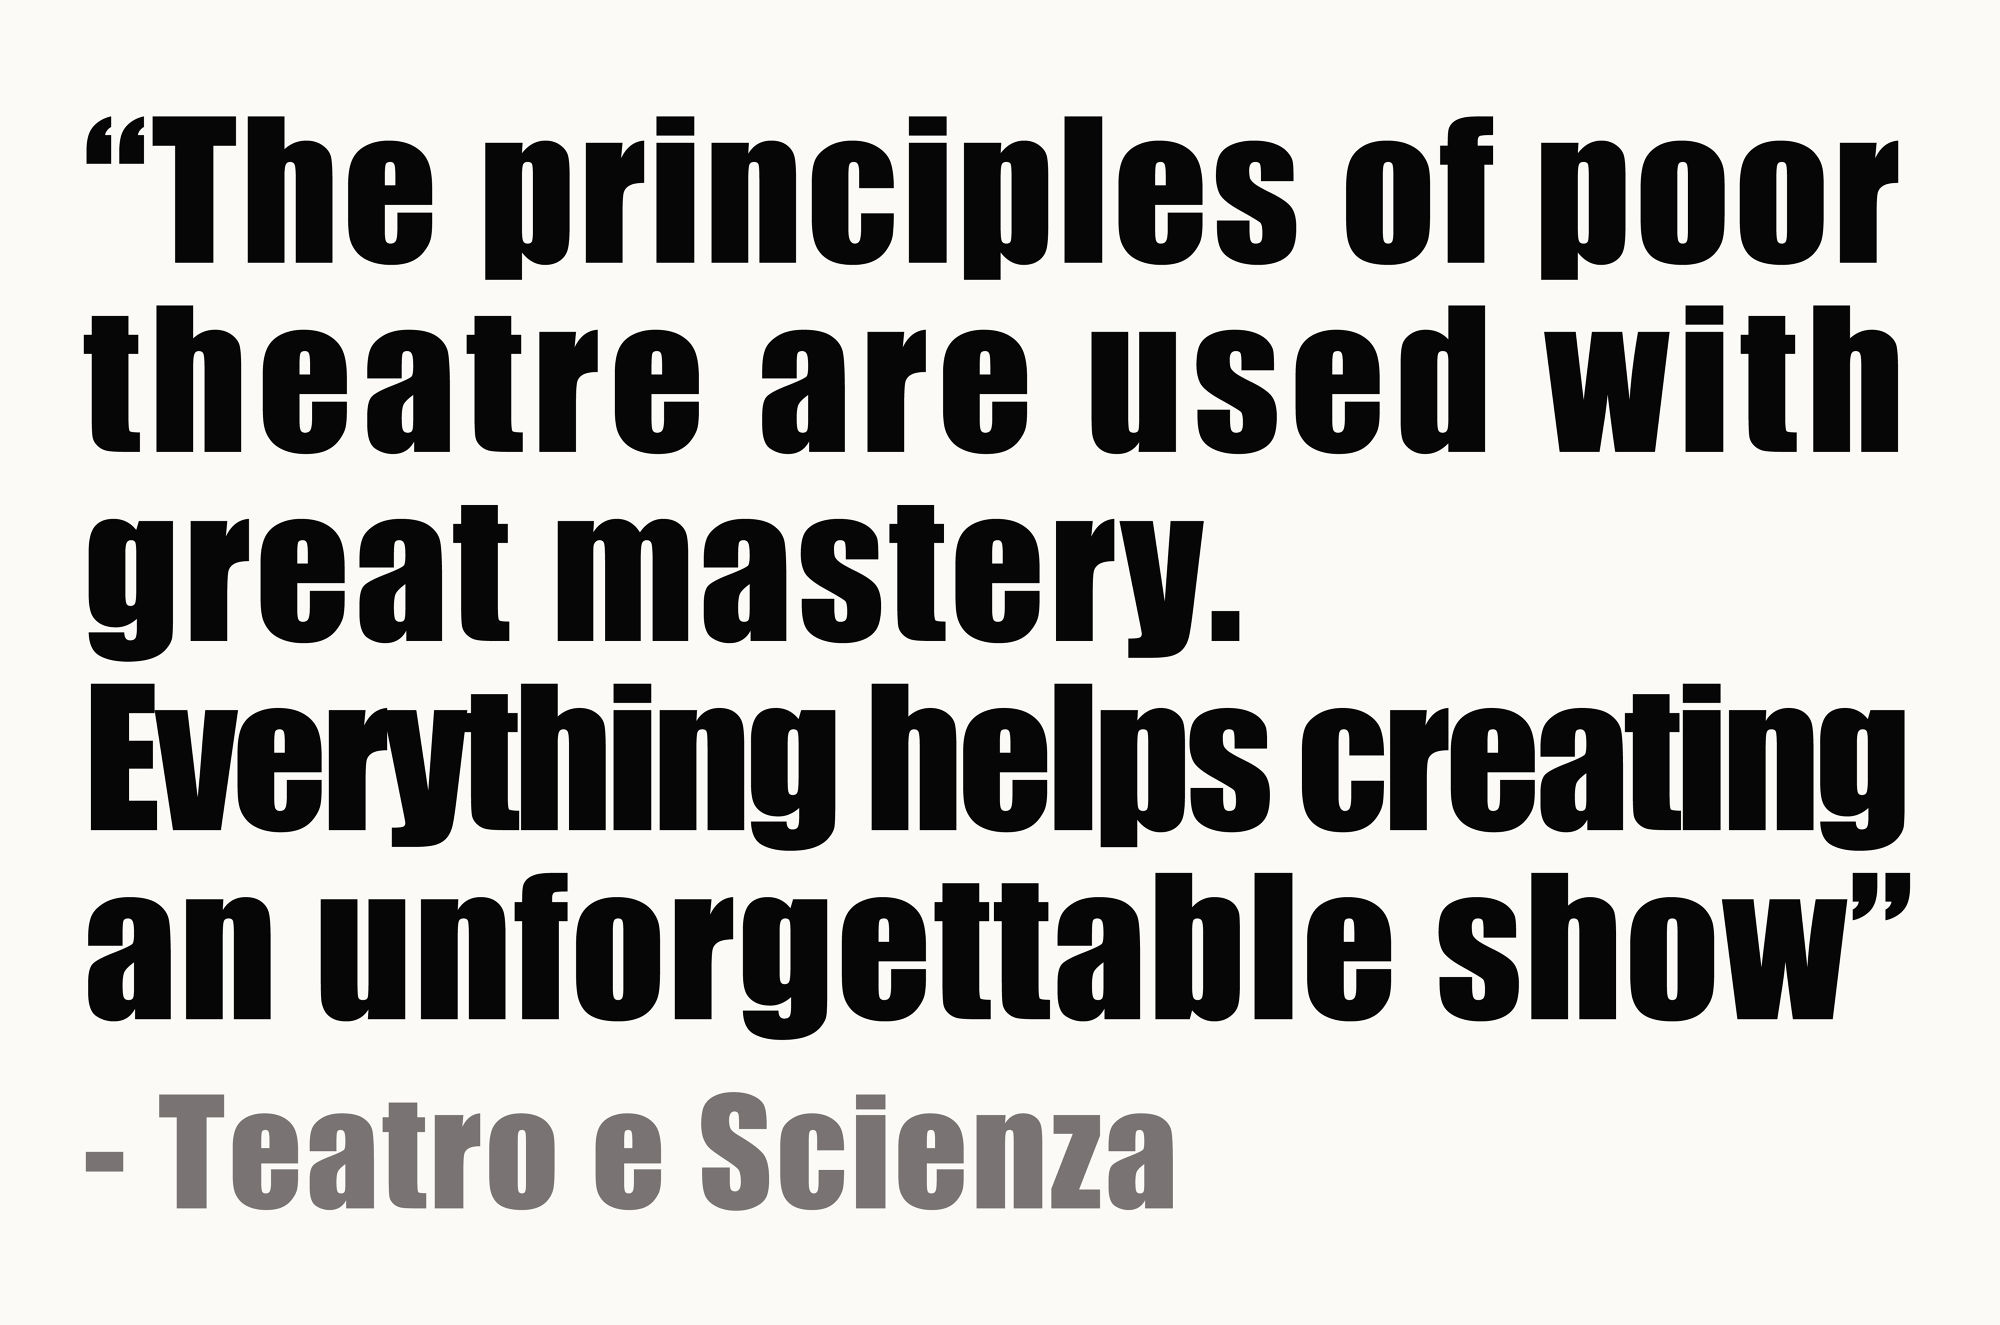 “The principles of poor
theatre are used with
great mastery.
Everything helps creating
an unforgettable show”
- Teatro e Scienza